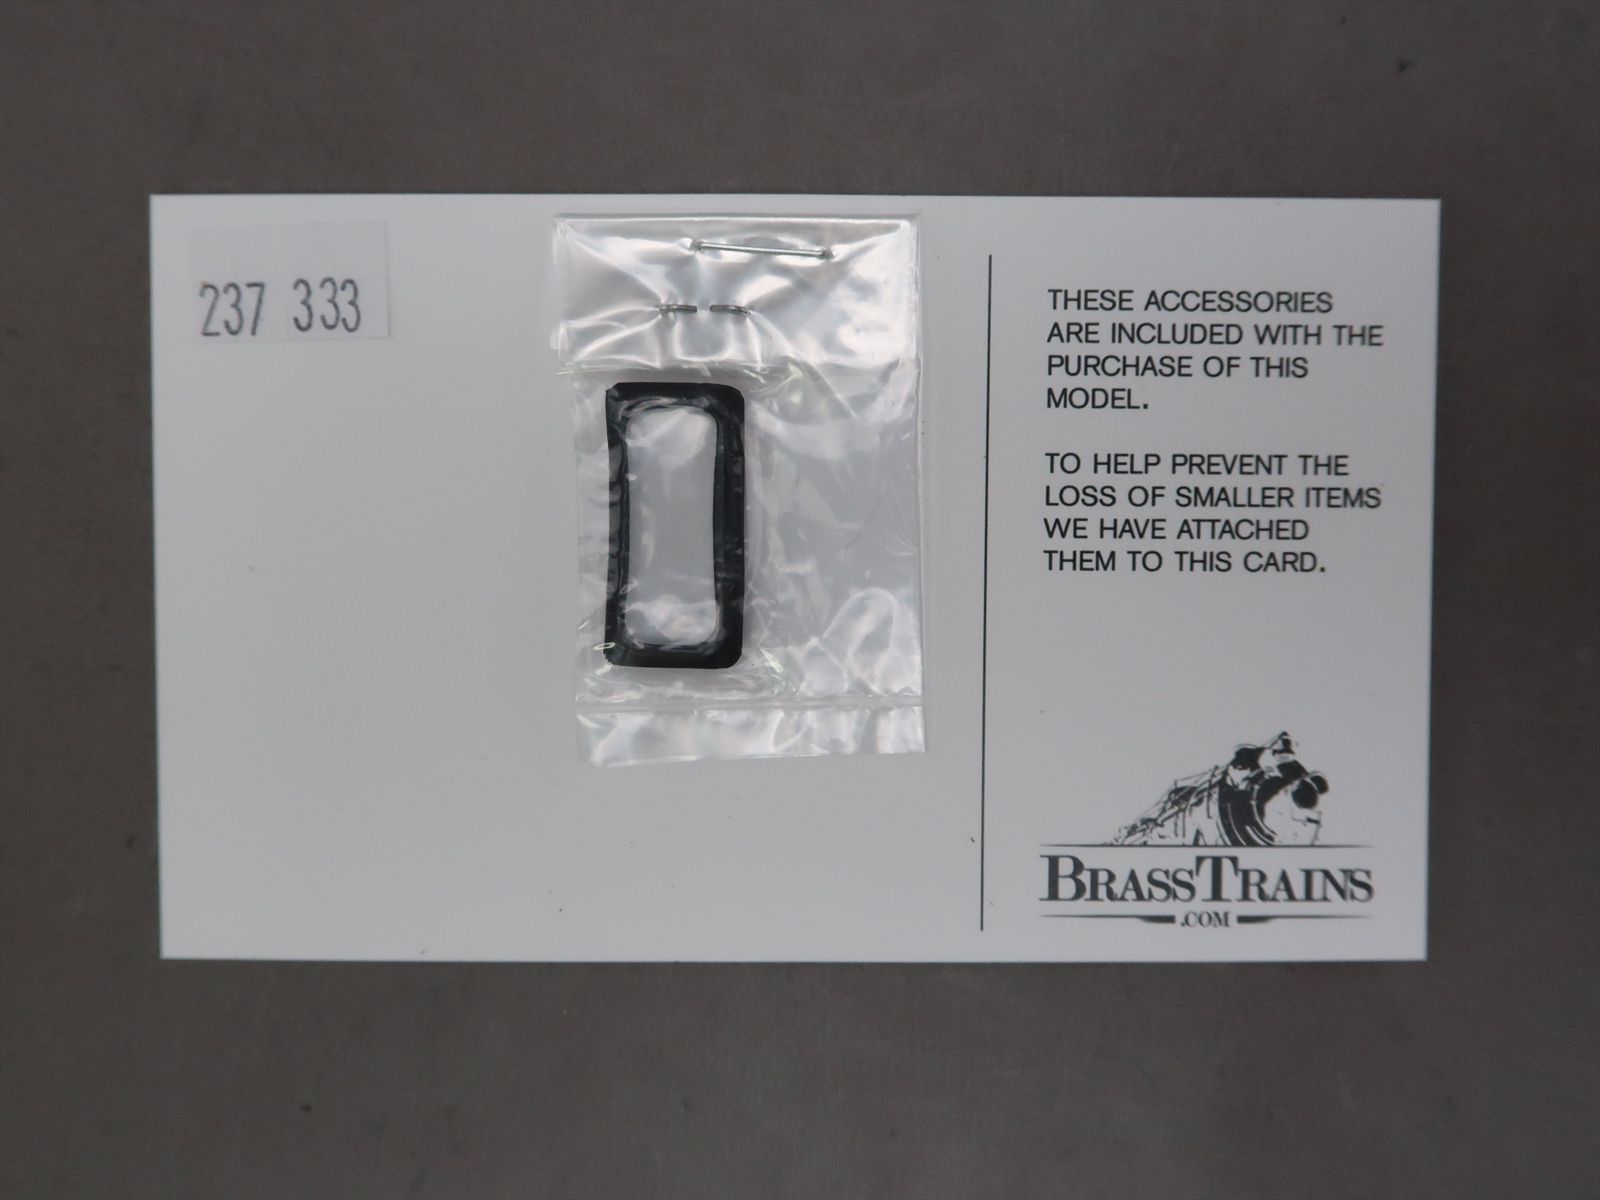 237 333
THESE ACCESSORIES
ARE INCLUDED WITH THE
PURCHASE OF THIS
MODEL.
TO HELP PREVENT THE
LOSS OF SMALLER ITEMS
WE HAVE ATTACHED
THEM TO THIS CARD.
BRASSTRAINS
.COM